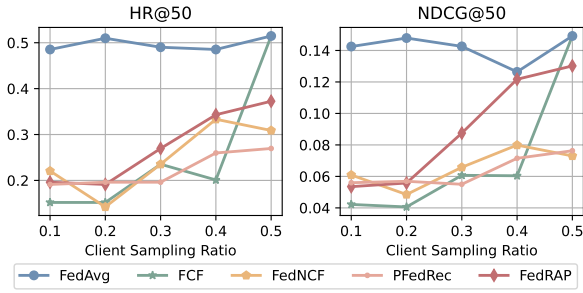 HR@50
NDCG@50
0.5
0.4
0.3
0.2
0.14
0.12
0.10
0.08
0.06
0.04
0.1 0.2 0.3 0.4 0.5
0.1 0.2 0.3 0.4 0.5
Client Sampling Ratio
Client Sampling Ratio
FedAvg FCF FedNCF PFedRec FedRAP